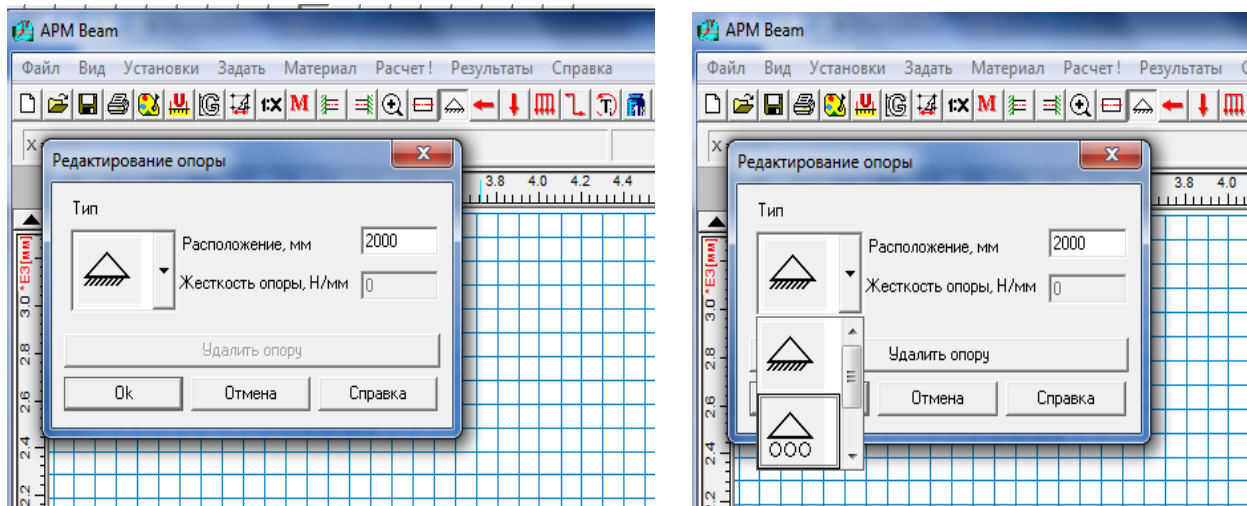 APM Beam
Файл Вид Установки Задать Материал Расчет! Результаты Справка
1:X M T)
X
Редактирование опоры
3.8 4.0 4.2 4.4
Тип
Расположение, мм 2000
Жесткость опоры, Н/мм 0
Удалить опору
Ok Отмена Справка
*E3[мм]
3.0
2.8
2.6
2.4
2.2
APM Beam
Файл Вид Установки Задать Материал Расчет! Результаты
1:X M
X
Редактирование опоры
3.8 4.0
Тип
Расположение, мм 2000
Жесткость опоры, Н/мм 0
Удалить опору
Отмена Справка
*E3[мм]
3.0
2.8
2.6
2.4